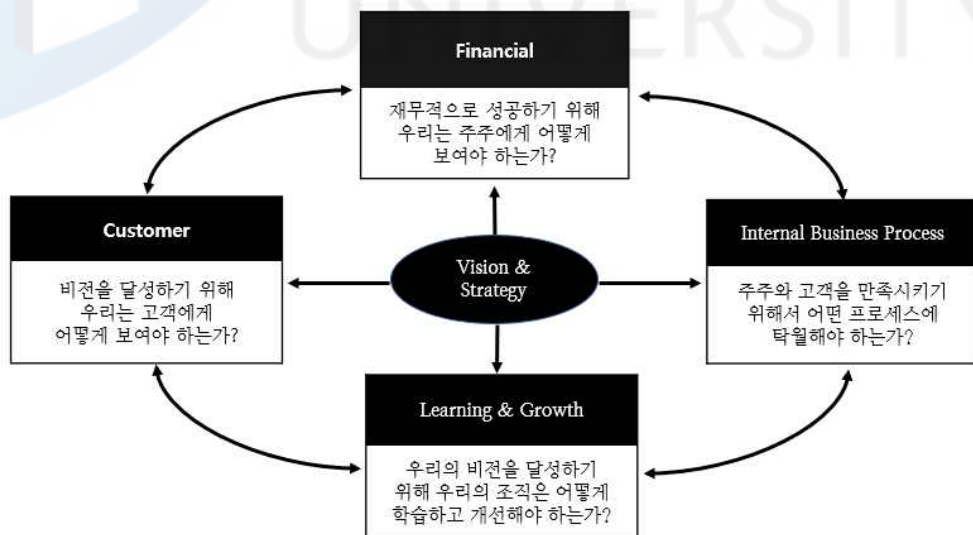 UNIVERSITY
Financial
재무적으로 성공하기 위해
우리는 주주에게 어떻게
보여야 하는가?
Customer
비전을 달성하기 위해
우리는 고객에게
어떻게 보여야 하는가?
Vision &
Strategy
Internal Business Process
주주와 고객을 만족시키기
위해서 어떤 프로세스에
탁월해야 하는가?
Learning & Growth
우리의 비전을 달성하기
위해 우리의 조직은 어떻게
학습하고 개선해야 하는가?